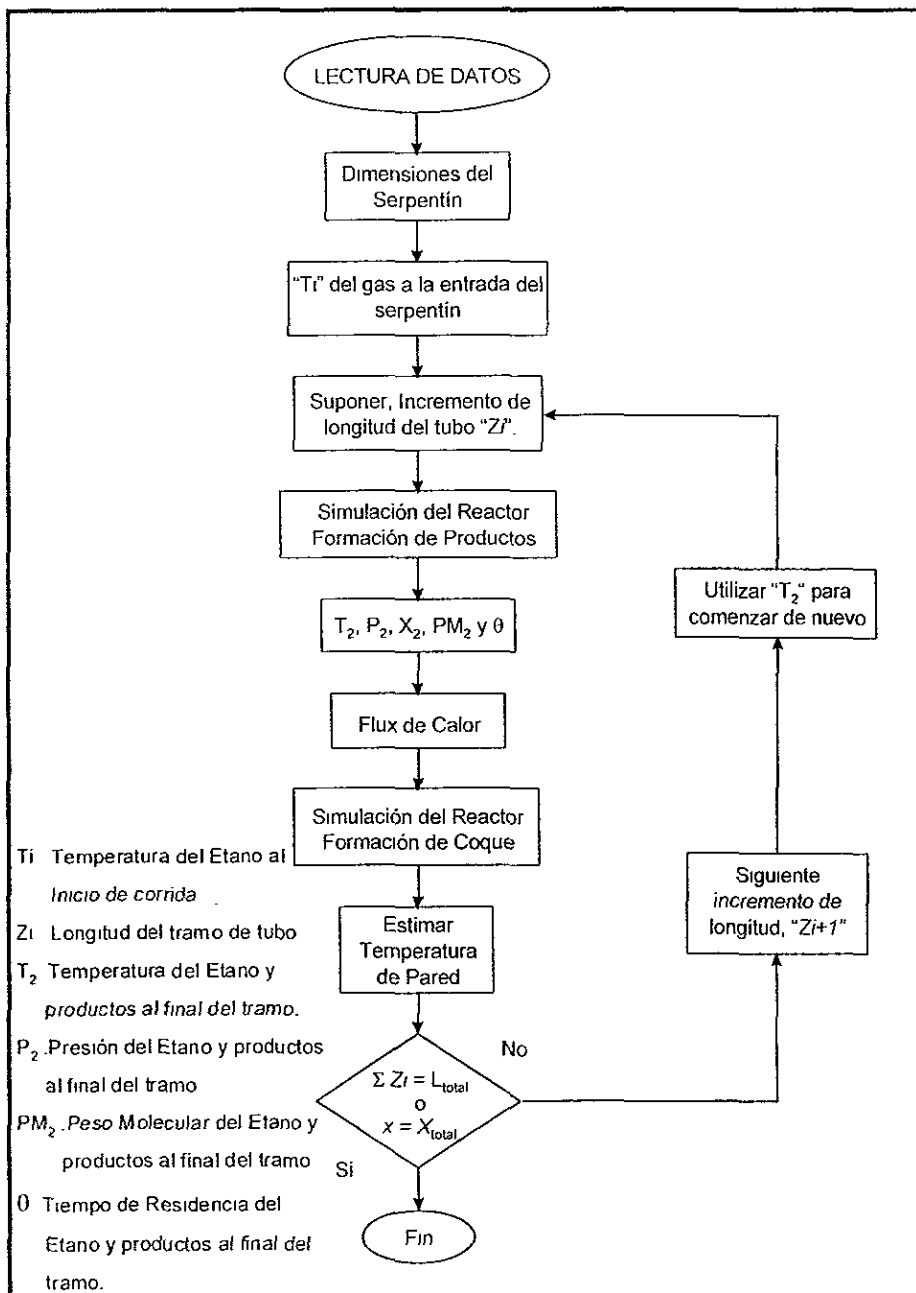 LECTURA DE DATOS
Dimensiones del
Serpentín
"Ti" del gas a la entrada del
serpentín
Suponer, Incremento de
longitud del tubo "Zi".
Simulación del Reactor
Formación de Productos
T₂, P₂, X₂, PM₂ y θ
Flux de Calor
Simulación del Reactor
Formación de Coque
Estimar
Temperatura
de Pared
Σ Zi = L total
o
x = X total
No
Si
Fin
Siguiente
incremento de
longitud, "Zi+1"
Utilizar "T₂" para
comenzar de nuevo
Ti Temperatura del Etano al
Inicio de corrida
Zi Longitud del tramo de tubo
T₂ Temperatura del Etano y
productos al final del tramo.
P₂ .Presión del Etano y productos
al final del tramo
PM₂ .Peso Molecular del Etano y
productos al final del tramo
θ Tiempo de Residencia del
Etano y productos al final del
tramo.